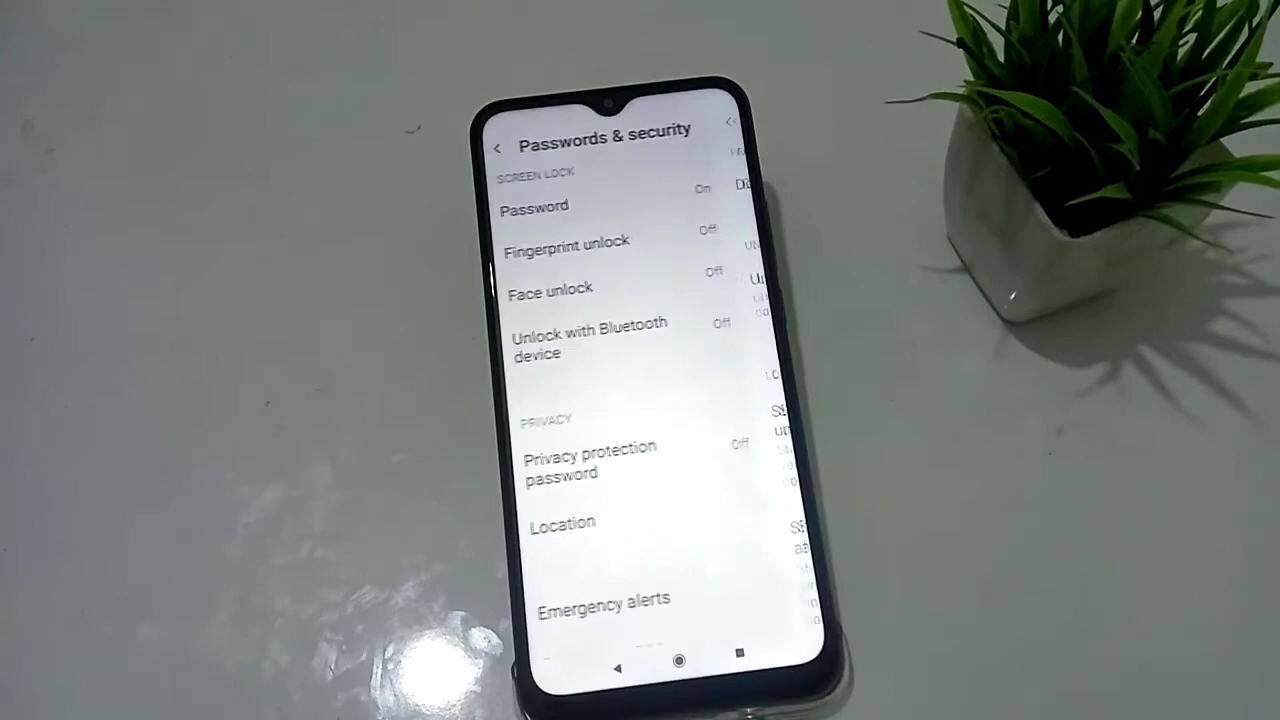 Passwords & security
SCREEN LOCK
Password On
Fingerprint unlock Off
Face unlock Off
Unlock with Bluetooth Off
device
PRIVACY
Privacy protection Off
password
Location
Emergency alerts